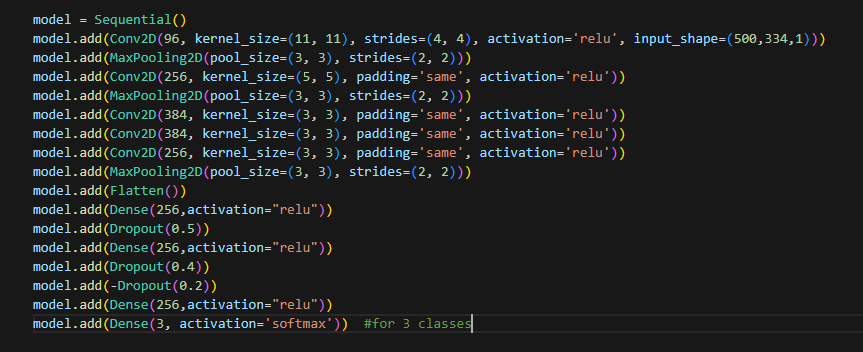 model = Sequential()
model.add(Conv2D(96, kernel_size=(11, 11), strides=(4, 4), activation='relu', input_shape=(500,334,1)))
model.add(MaxPooling2D(pool_size=(3, 3), strides=(2, 2)))
model.add(Conv2D(256, kernel_size=(5, 5), padding='same', activation='relu'))
model.add(MaxPooling2D(pool_size=(3, 3), strides=(2, 2)))
model.add(Conv2D(384, kernel_size=(3, 3), padding='same', activation='relu'))
model.add(Conv2D(384, kernel_size=(3, 3), padding='same', activation='relu'))
model.add(Conv2D(256, kernel_size=(3, 3), padding='same', activation='relu'))
model.add(MaxPooling2D(pool_size=(3, 3), strides=(2, 2)))
model.add(Flatten())
model.add(Dense(256,activation="relu"))
model.add(Dropout(0.5))
model.add(Dense(256,activation="relu"))
model.add(Dropout(0.4))
model.add(-Dropout(0.2))
model.add(Dense(256,activation="relu"))
model.add(Dense(3, activation='softmax'))  #for 3 classes